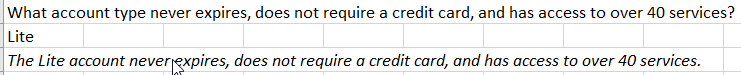 What account type never expires, does not require a credit card, and has access to over 40 services?
Lite
The Lite account never expires, does not require a credit card, and has access to over 40 services.